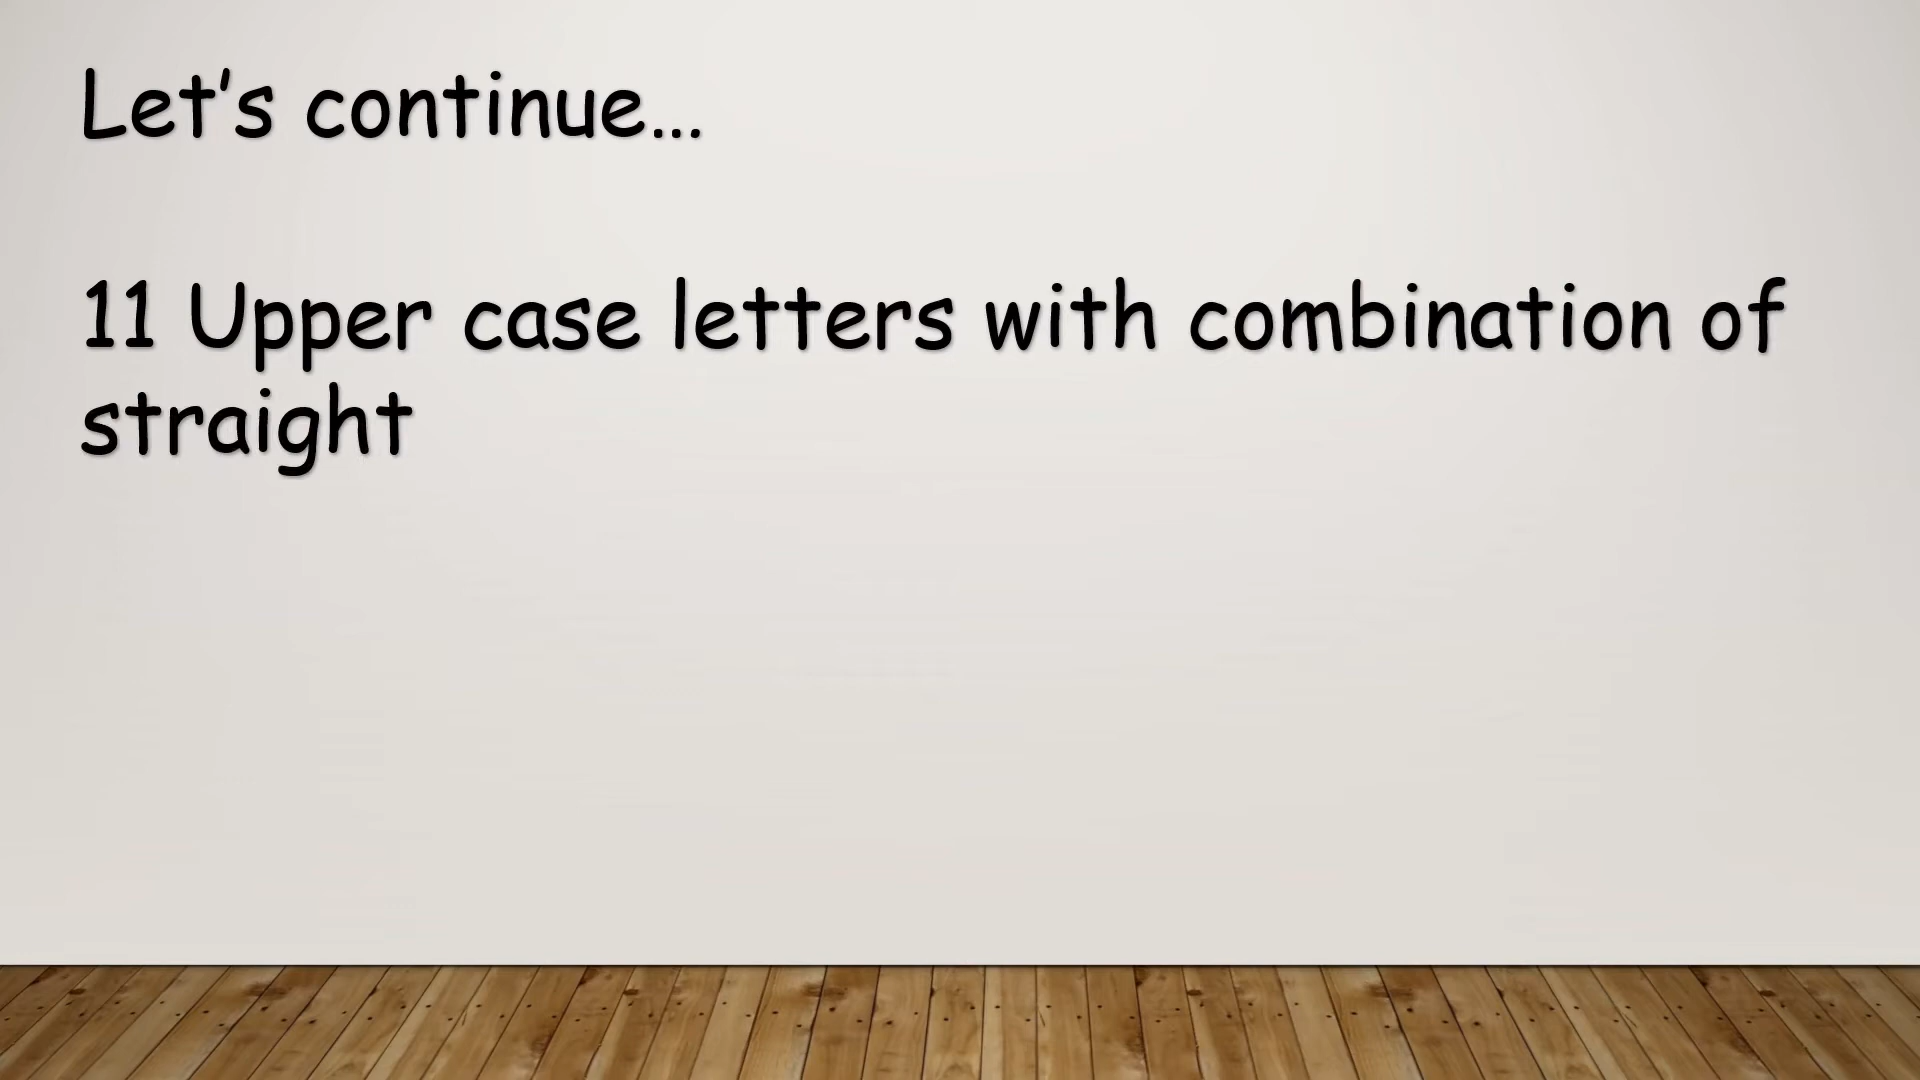 Let’s continue...
11 Upper case letters with combination of
straight